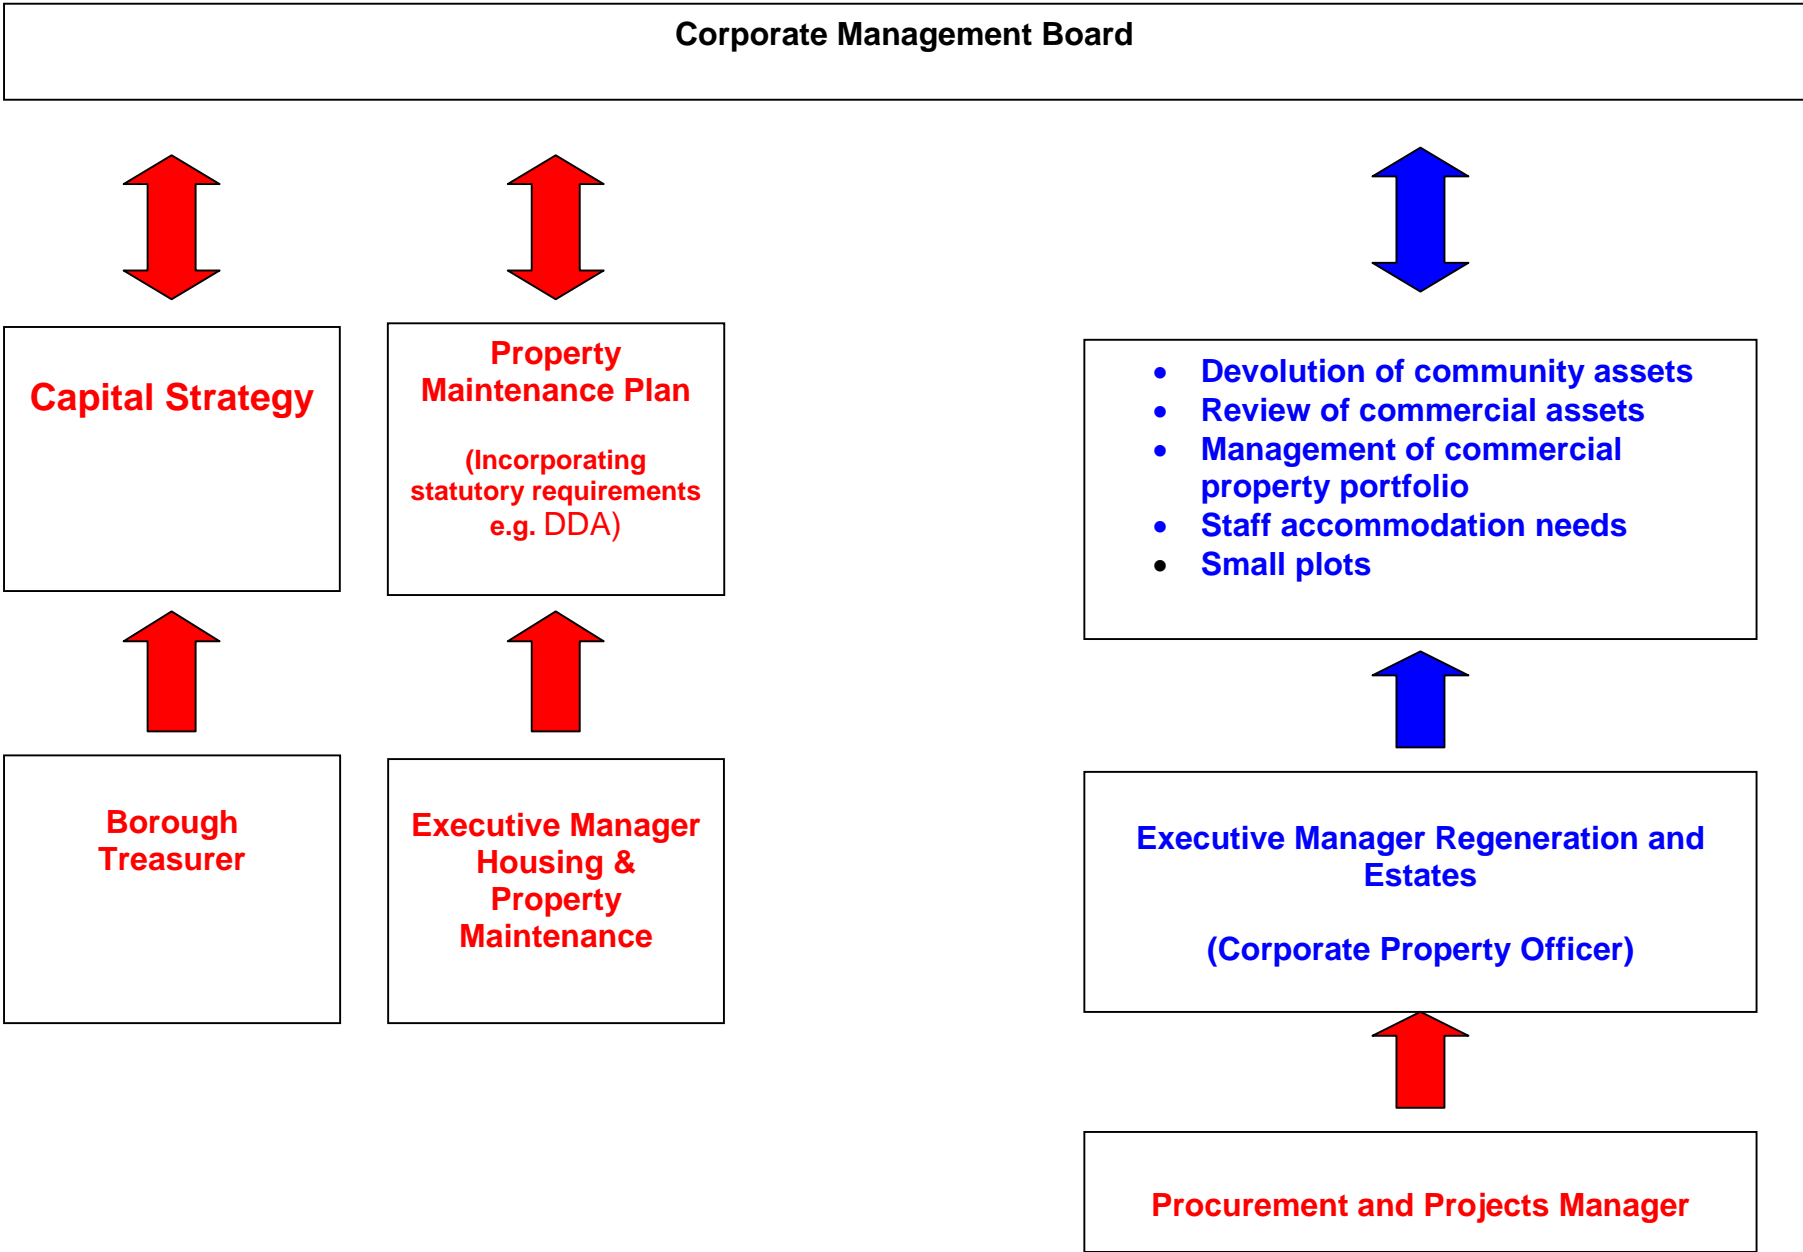 Corporate Management Board
Capital Strategy
Property
Maintenance Plan
(Incorporating
statutory requirements
e.g. DDA)
• Devolution of community assets
• Review of commercial assets
• Management of commercial
property portfolio
• Staff accommodation needs
• Small plots
Borough
Treasurer
Executive Manager
Housing &
Property
Maintenance
Executive Manager Regeneration and
Estates
(Corporate Property Officer)
Procurement and Projects Manager